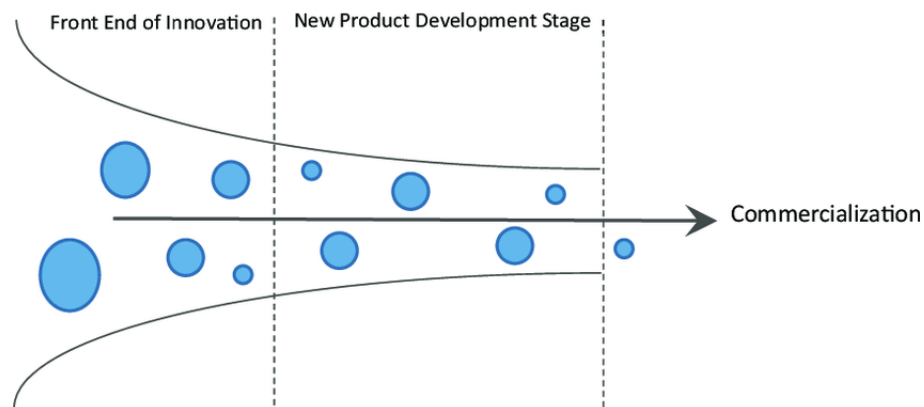 Front End of Innovation
New Product Development Stage
Commercialization